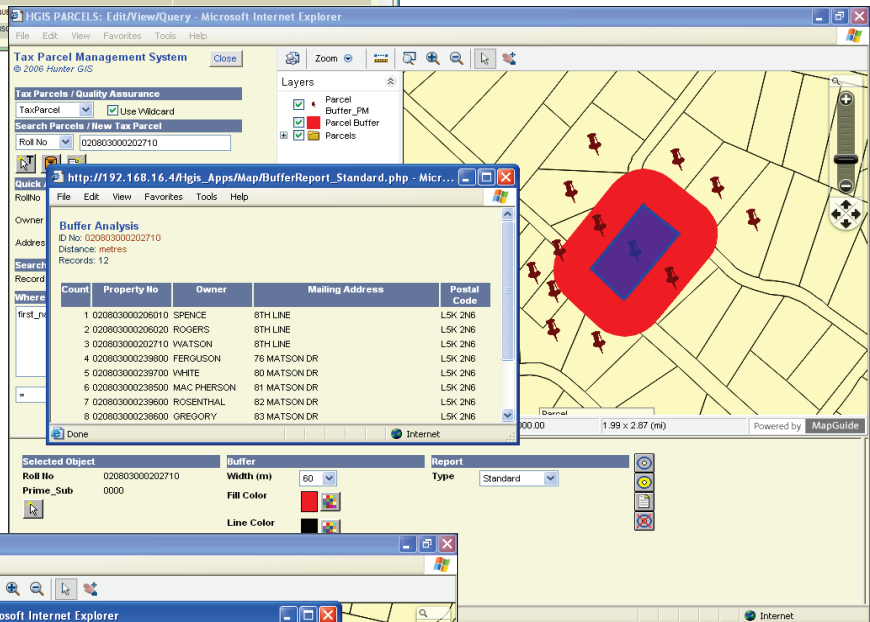 HGIS PARCELS: Edit/View/Query - Microsoft Internet Explorer
File Edit View Favorites Tools Help
Tax Parcel Management System
© 2006 Hunter GIS
Close
Zoom
Tax Parcels / Quality Assurance
TaxParcel
Use Wildcard
Search Parcels / New Tax Parcel
Roll No
020803000202710
Layers
Parcel
Buffer_PM
Parcel Buffer
Parcels
Quick
RollNo
Owner
Addres
Search
Record
Where
first_na
=
http://192.168.16.4/Hgis_Apps/Map/BufferReport_Standard.php - Micr...
File Edit View Favorites Tools Help
Buffer Analysis
ID No: 020803000202710
Distance: metres
Records: 12
Count Property No Owner Mailing Address Postal Code
1 020803000206010 SPENCE 8TH LINE L5K 2N6
2 020803000206020 ROGERS 8TH LINE L5K 2N6
3 020803000202710 WATSON 8TH LINE L5K 2N6
4 020803000239800 FERGUSON 76 MATSON DR L5K 2N6
5 020803000239700 WHITE 80 MATSON DR L5K 2N6
6 020803000238500 MAC PHERSON 81 MATSON DR L5K 2N6
7 020803000239600 ROSENTHAL 82 MATSON DR L5K 2N6
8 020803000238600 GREGORY 83 MATSON DR L5K 2N6
Done
Internet
Parcel
000.00
1.99 x 2.87 (mi)
Powered by MapGuide
Selected Object
Roll No 020803000202710
Prime_Sub 0000
Buffer
Width (m) 60
Fill Color
Line Color
Report
Type Standard
Internet
osoft Internet Explorer